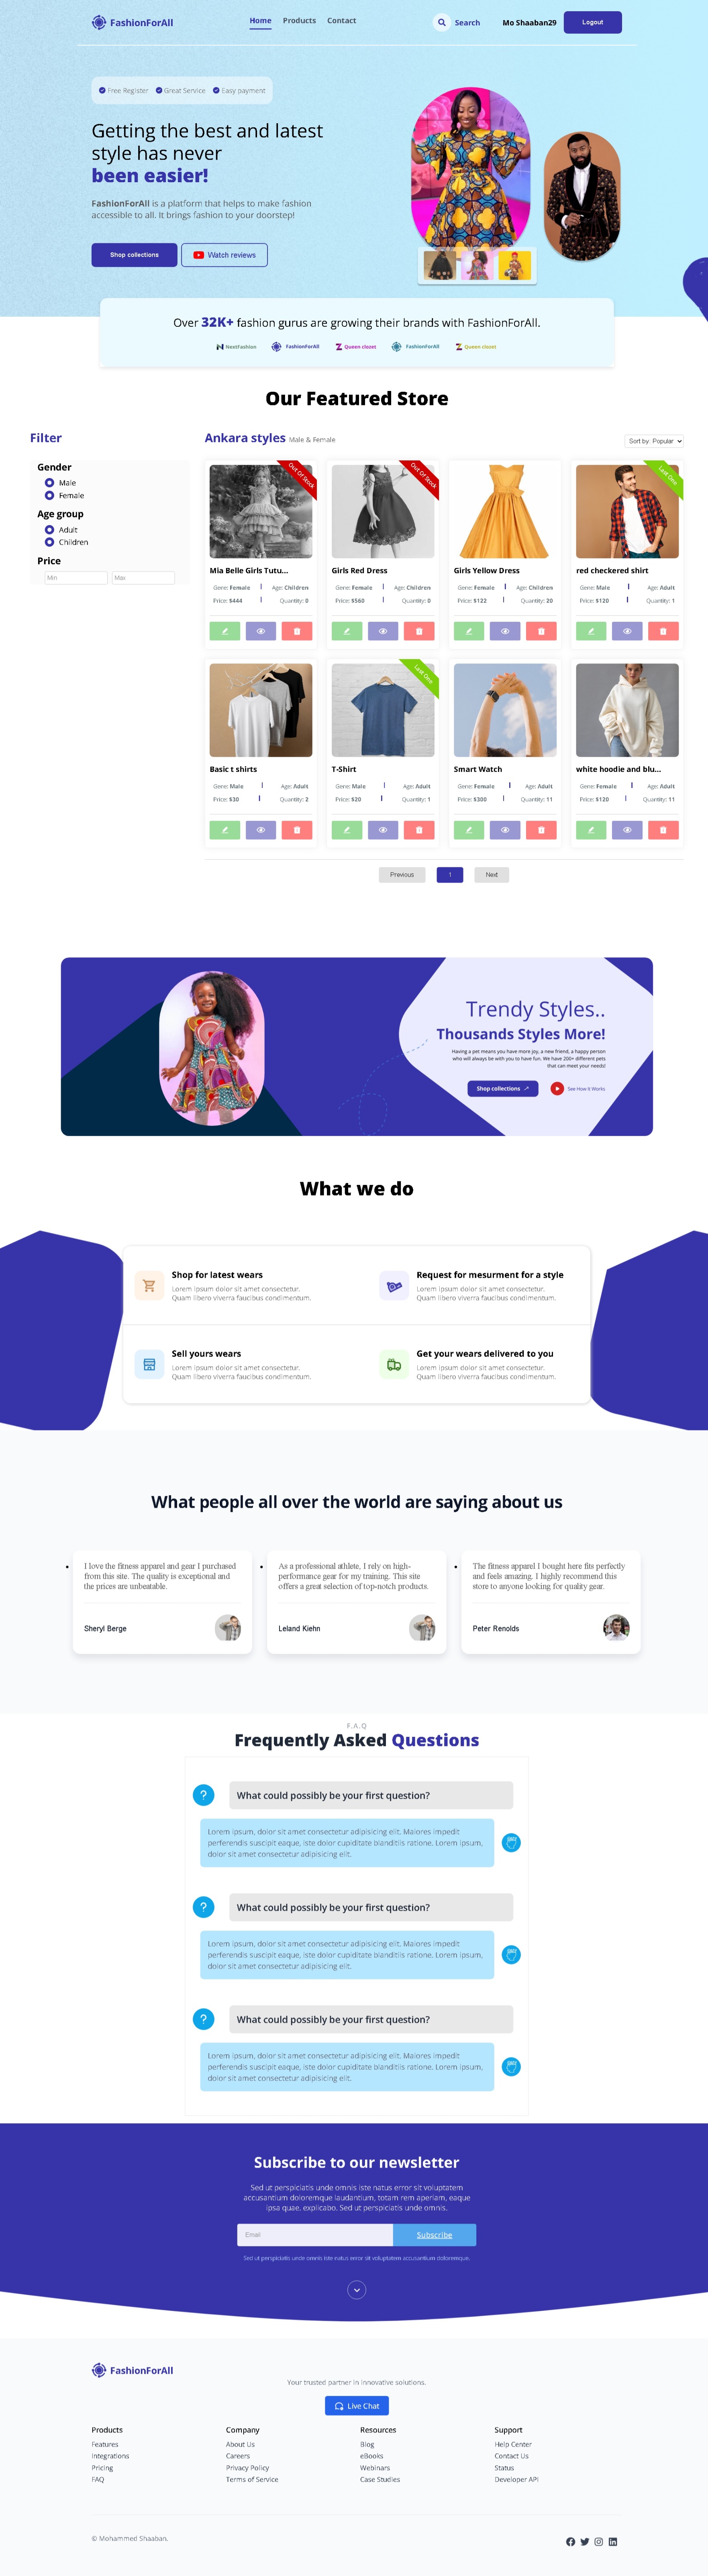 FashionForAll
Home Products Contact
Search
Mo Shaaban29
Logout
Free Register Great Service Easy payment
Getting the best and latest
style has never
been easier!
FashionForAll is a platform that helps to make fashion
accessible to all. It brings fashion to your doorstep!
Shop collections
Watch reviews
Over 32K+ fashion gurus are growing their brands with FashionForAll.
NextFashion FashionForAll Queen clozet FashionForAll Queen clozet
Our Featured Store
Filter
Gender
Male
Female
Age group
Adult
Children
Price
Min Max
Ankara styles Male & Female
Sort by: Popular
Out Of Stock
Mia Belle Girls Tutu...
Gene: Female | Age: Children
Price: $444 | Quantity: 0
Out Of Stock
Girls Red Dress
Gene: Female | Age: Children
Price: $560 | Quantity: 0
Girls Yellow Dress
Gene: Female | Age: Children
Price: $122 | Quantity: 20
Last One
red checkered shirt
Gene: Male | Age: Adult
Price: $120 | Quantity: 1
Basic t shirts
Gene: Male | Age: Adult
Price: $30 | Quantity: 2
Last One
T-Shirt
Gene: Male | Age: Adult
Price: $20 | Quantity: 1
Smart Watch
Gene: Female | Age: Adult
Price: $300 | Quantity: 11
white hoodie and blu...
Gene: Female | Age: Adult
Price: $120 | Quantity: 11
Previous 1 Next
Trendy Styles..
Thousands Styles More!
Having a pet means you have more joy, a new friend, a happy person
who will always be with you to have fun. We have 200+ different pets
that can meet your needs!
Shop collections
See How It Works
What we do
Shop for latest wears
Lorem ipsum dolor sit amet consectetur.
Quam libero viverra faucibus condimentum.
Request for mesurment for a style
Lorem ipsum dolor sit amet consectetur.
Quam libero viverra faucibus condimentum.
Sell yours wears
Lorem ipsum dolor sit amet consectetur.
Quam libero viverra faucibus condimentum.
Get your wears delivered to you
Lorem ipsum dolor sit amet consectetur.
Quam libero viverra faucibus condimentum.
What people all over the world are saying about us
I love the fitness apparel and gear I purchased
from this site. The quality is exceptional and
the prices are unbeatable.
Sheryl Berge
As a professional athlete, I rely on high-
performance gear for my training. This site
offers a great selection of top-notch products.
Leland Kiehn
The fitness apparel I bought here fits perfectly
and feels amazing. I highly recommend this
store to anyone looking for quality gear.
Peter Renolds
F.A.Q
Frequently Asked Questions
?
What could possibly be your first question?
Lorem ipsum, dolor sit amet consectetur adipisicing elit. Maiores impedit
perferendis suscipit eaque, iste dolor cupiditate blanditiis ratione. Lorem ipsum,
dolor sit amet consectetur adipisicing elit.
?
What could possibly be your first question?
Lorem ipsum, dolor sit amet consectetur adipisicing elit. Maiores impedit
perferendis suscipit eaque, iste dolor cupiditate blanditiis ratione. Lorem ipsum,
dolor sit amet consectetur adipisicing elit.
?
What could possibly be your first question?
Lorem ipsum, dolor sit amet consectetur adipisicing elit. Maiores impedit
perferendis suscipit eaque, iste dolor cupiditate blanditiis ratione. Lorem ipsum,
dolor sit amet consectetur adipisicing elit.
Subscribe to our newsletter
Sed ut perspiciatis unde omnis iste natus error sit voluptatem
accusantium doloremque laudantium, totam rem aperiam, eaque
ipsa quae. explicabo. Sed ut perspiciatis unde omnis.
Email
Subscribe
Sed ut perspiciatis unde omnis iste natus error sit voluptatem accusantium doloremque.
FashionForAll
Your trusted partner in innovative solutions.
Live Chat
Products
Features
Integrations
Pricing
FAQ
Company
About Us
Careers
Privacy Policy
Terms of Service
Resources
Blog
eBooks
Webinars
Case Studies
Support
Help Center
Contact Us
Status
Developer API
© Mohammed Shaaban.